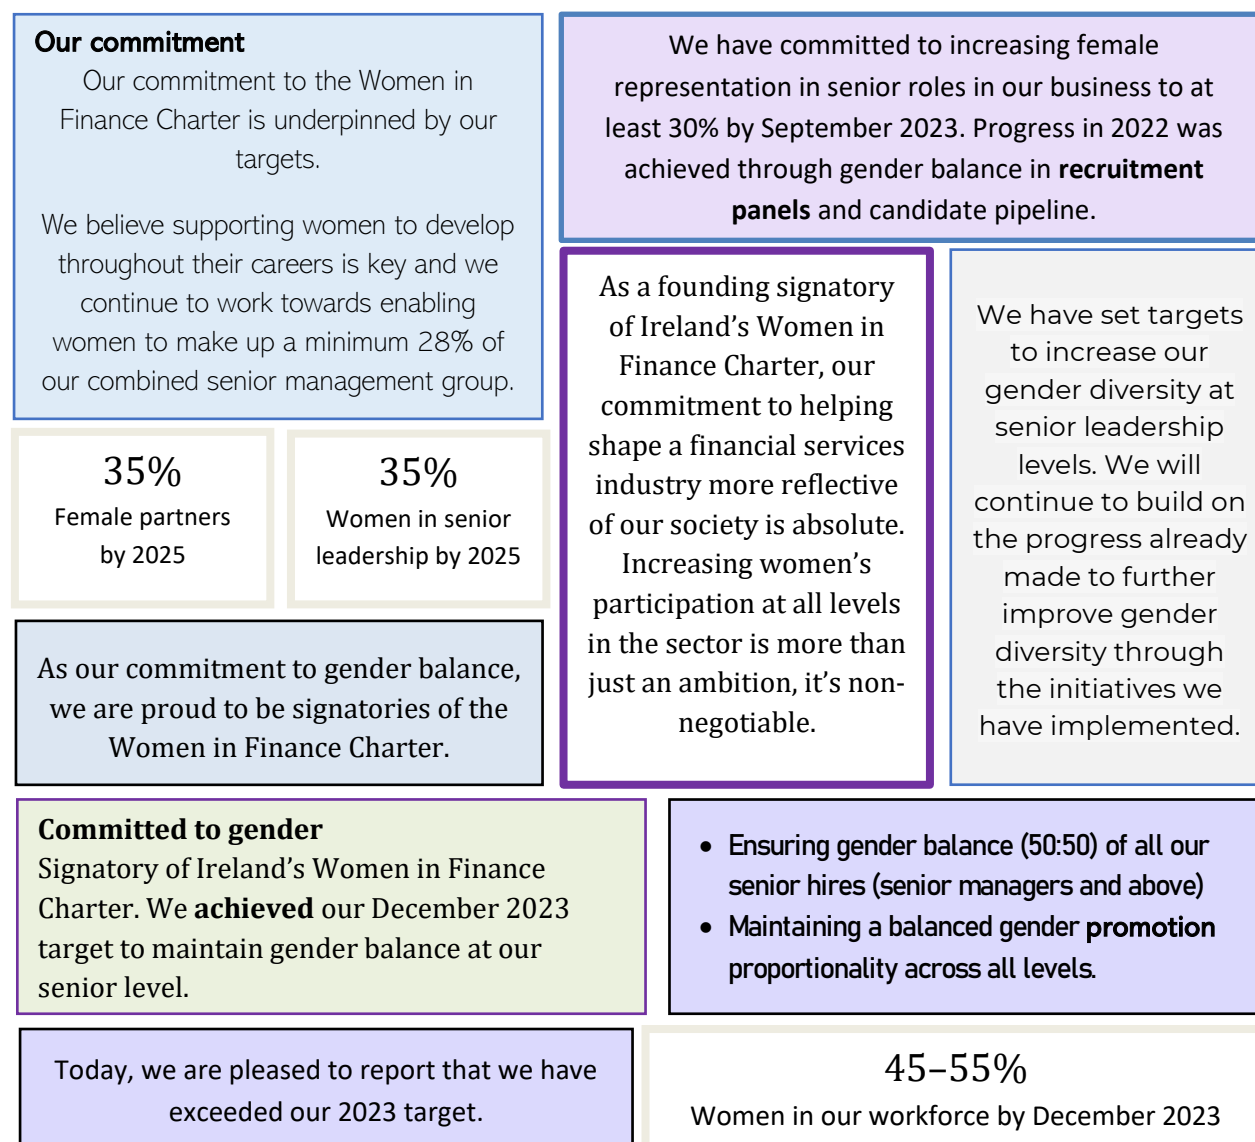 Our commitment
Our commitment to the Women in
Finance Charter is underpinned by our
targets.
We believe supporting women to develop
throughout their careers is key and we
continue to work towards enabling
women to make up a minimum 28% of
our combined senior management group.
We have committed to increasing female
representation in senior roles in our business to at
least 30% by September 2023. Progress in 2022 was
achieved through gender balance in recruitment
panels and candidate pipeline.
As a founding signatory
of Ireland’s Women in
Finance Charter, our
commitment to helping
shape a financial services
industry more reflective
of our society is absolute.
Increasing women’s
participation at all levels
in the sector is more than
just an ambition, it’s non-
negotiable.
We have set targets
to increase our
gender diversity at
senior leadership
levels. We will
continue to build on
the progress already
made to further
improve gender
diversity through
the initiatives we
have implemented.
35%
Female partners
by 2025
35%
Women in senior
leadership by 2025
As our commitment to gender balance,
we are proud to be signatories of the
Women in Finance Charter.
Committed to gender
Signatory of Ireland’s Women in Finance
Charter. We achieved our December 2023
target to maintain gender balance at our
senior level.
• Ensuring gender balance (50:50) of all our
senior hires (senior managers and above)
• Maintaining a balanced gender promotion
proportionality across all levels.
Today, we are pleased to report that we have
exceeded our 2023 target.
45–55%
Women in our workforce by December 2023